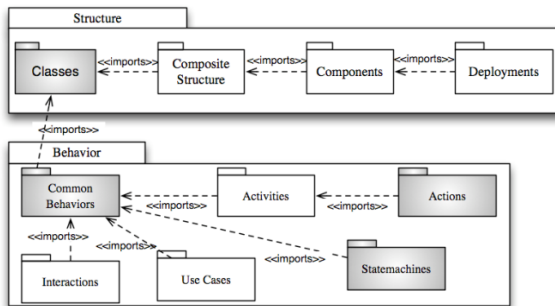 Structure
Classes
<<imports>>
Composite
Structure
<<imports>>
Components
<<imports>>
Deployments
<<imports>>
Behavior
Common
Behaviors
<<imports>>
Activities
<<imports>>
Actions
<<imports>>
<<imports>>
<<imports>>
Interactions
Use Cases
Statemachines